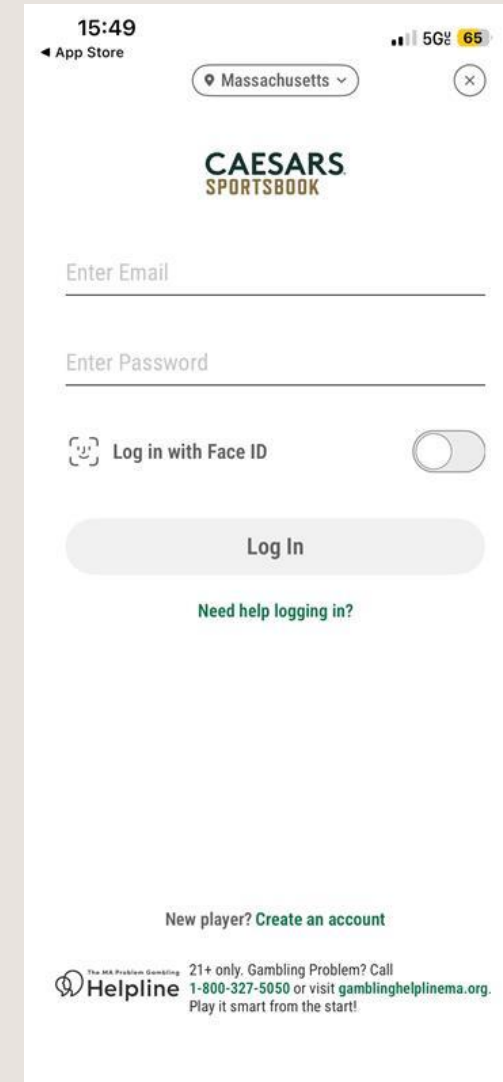 15:49
◄ App Store
5G 65
Massachusetts
CAESARS
SPORTSBOOK
Enter Email
Enter Password
Log in with Face ID
Log In
Need help logging in?
New player? Create an account
The MA Problem Gambling
Helpline
21+ only. Gambling Problem? Call
1-800-327-5050 or visit gamblinghelplinema.org.
Play it smart from the start!